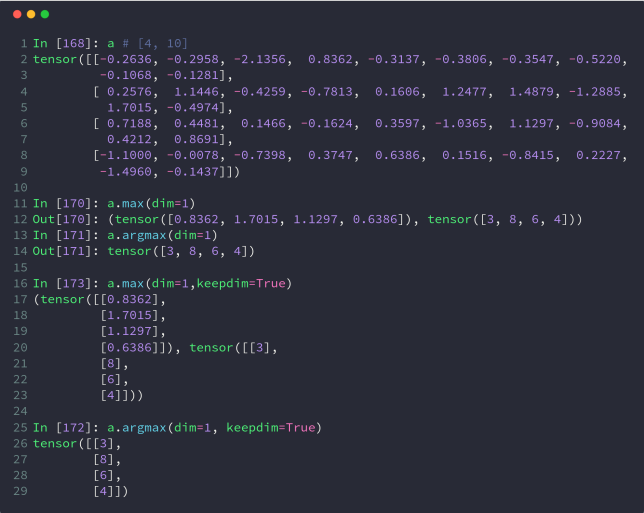 1 In [168]: a # [4, 10]
2 tensor([[-0.2636, -0.2958, -2.1356,  0.8362, -0.3137, -0.3806, -0.3547, -0.5220,
3          -0.1068, -0.1281],
4         [ 0.2576,  1.1446, -0.4259, -0.7813,  0.1606,  1.2477,  1.4879, -1.2885,
5           1.7015, -0.4974],
6         [ 0.7188,  0.4481,  0.1466, -0.1624,  0.3597, -1.0365,  1.1297, -0.9084,
7           0.4212,  0.8691],
8         [-1.1000, -0.0078, -0.7398,  0.3747,  0.6386,  0.1516, -0.8415,  0.2227,
9          -1.4960, -0.1437]])
10
11 In [170]: a.max(dim=1)
12 Out[170]: (tensor([0.8362, 1.7015, 1.1297, 0.6386]), tensor([3, 8, 6, 4]))
13 In [171]: a.argmax(dim=1)
14 Out[171]: tensor([3, 8, 6, 4])
15
16 In [173]: a.max(dim=1,keepdim=True)
17 (tensor([[0.8362],
18          [1.7015],
19          [1.1297],
20          [0.6386]]), tensor([[3],
21          [8],
22          [6],
23          [4]]))
24
25 In [172]: a.argmax(dim=1, keepdim=True)
26 tensor([[3],
27         [8],
28         [6],
29         [4]])